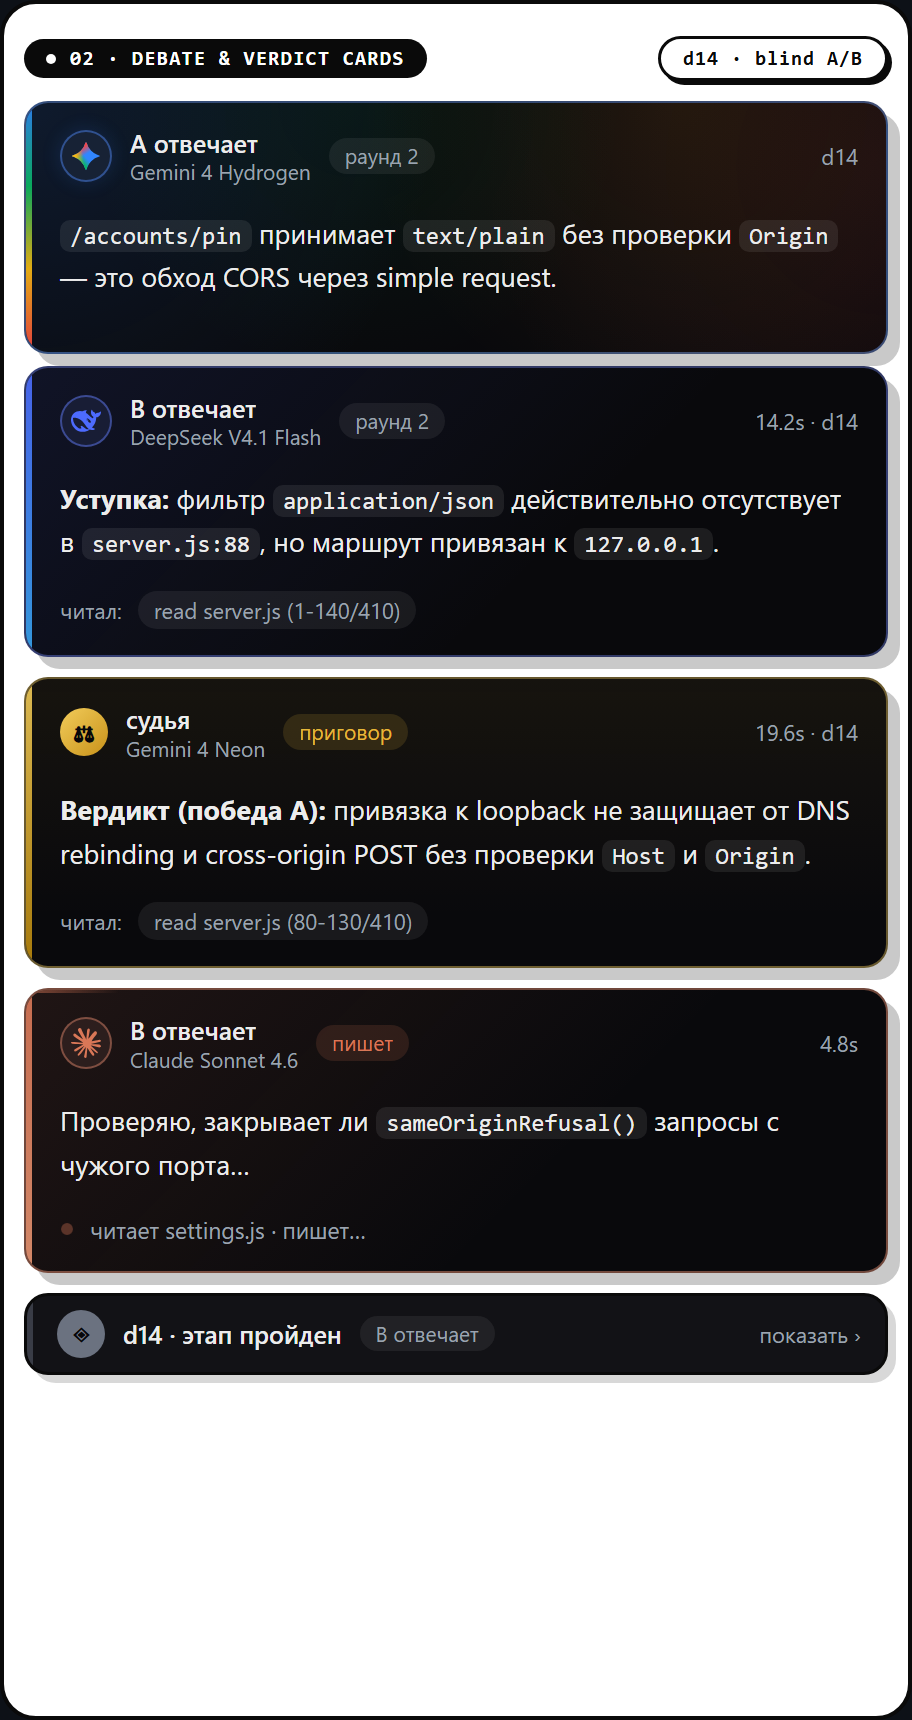 02 · DEBATE & VERDICT CARDS
d14 · blind A/B
А отвечает
Gemini 4 Hydrogen
раунд 2
d14
/accounts/pin принимает text/plain без проверки Origin
— это обход CORS через simple request.
В отвечает
DeepSeek V4.1 Flash
раунд 2
14.2s · d14
Уступка: фильтр application/json действительно отсутствует
в server.js:88, но маршрут привязан к 127.0.0.1.
читал: read server.js (1-140/410)
судья
Gemini 4 Neon
приговор
19.6s · d14
Вердикт (победа А): привязка к loopback не защищает от DNS
rebinding и cross-origin POST без проверки Host и Origin.
читал: read server.js (80-130/410)
В отвечает
Claude Sonnet 4.6
пишет
4.8s
Проверяю, закрывает ли sameOriginRefusal() запросы с
чужого порта…
читает settings.js · пишет…
d14 · этап пройден
В отвечает
показать ›